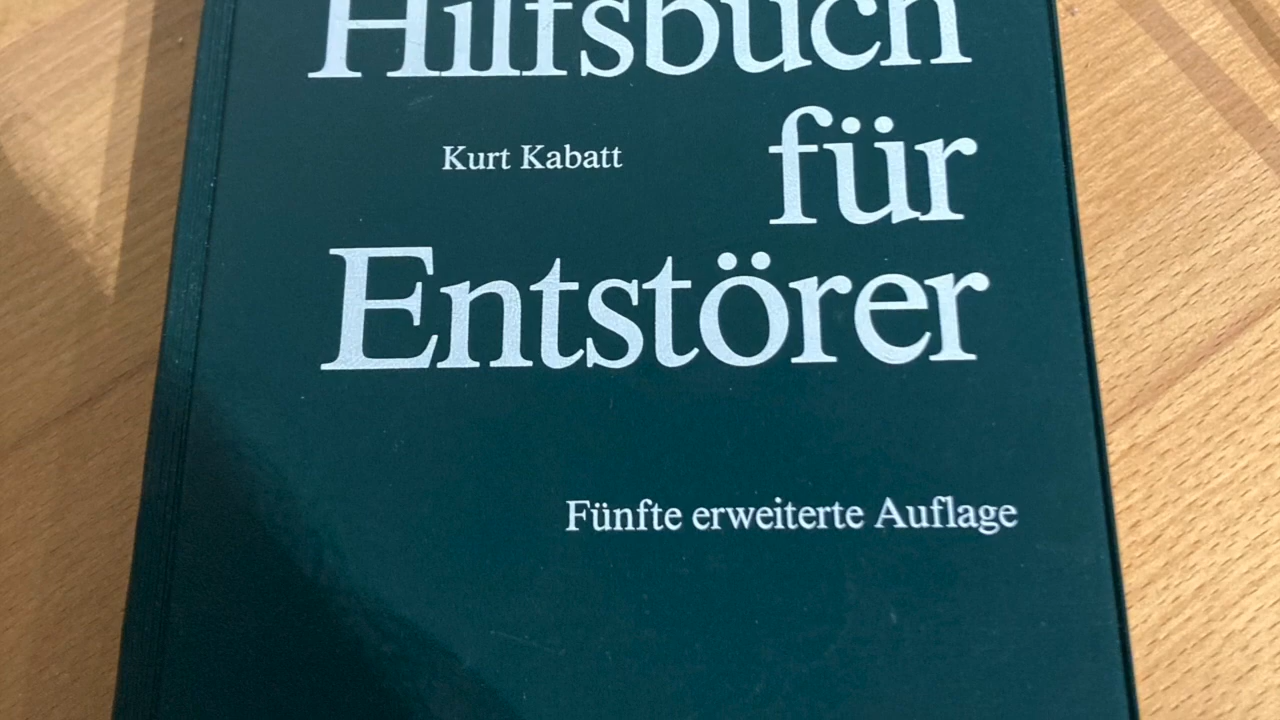 Hilfsbuch
Kurt Kabatt
für
Entstörer
Fünfte erweiterte Auflage